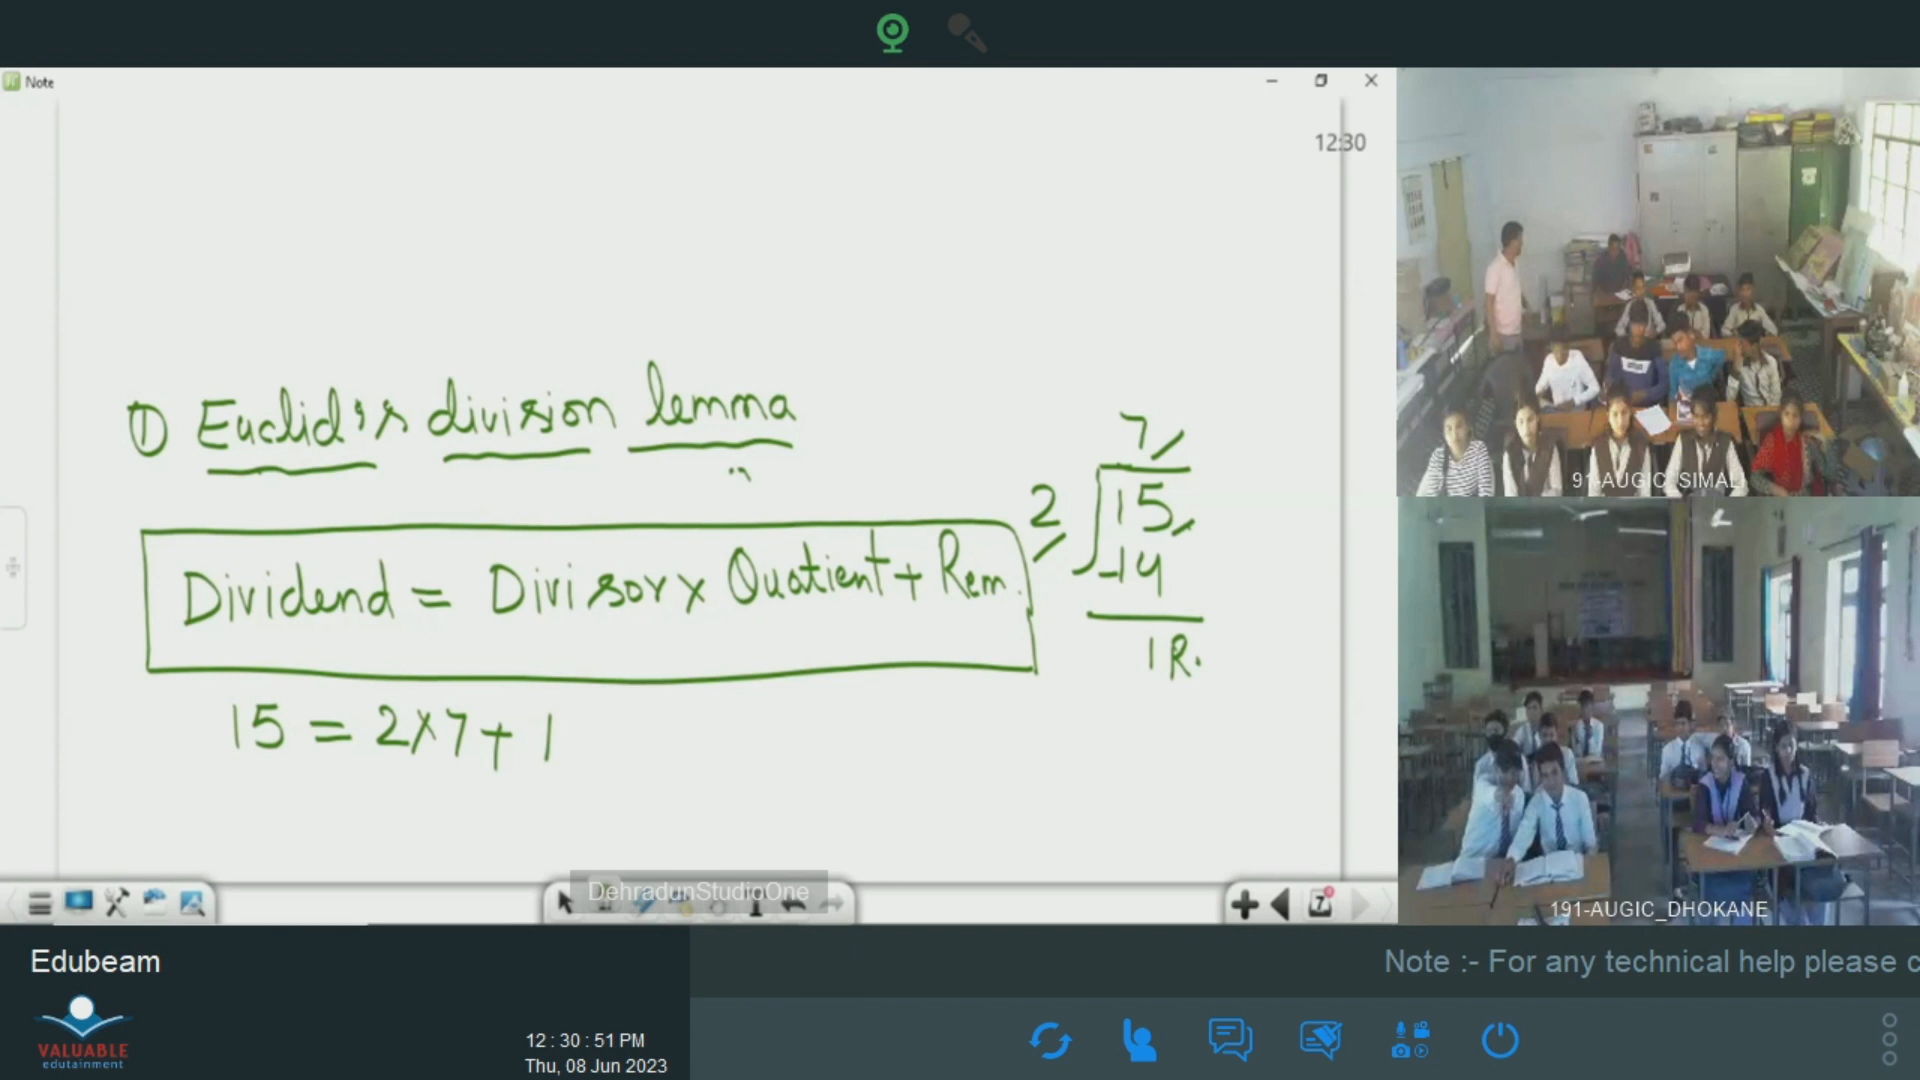 Note
12:30
① Euclid's division lemma
Dividend = Divisor x Quotient + Rem.
15 = 2x7+1
7
2 15
-14
1 R.
91-AUGIC_SIMALI
191-AUGIC_DHOKANE
DehradunStudioOne
7
Edubeam
Note :- For any technical help please c
VALUABLE
edutainment
12 : 30 : 51 PM
Thu, 08 Jun 2023